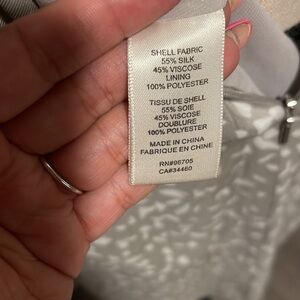 SHELL FABRIC
55% SILK
45% VISCOSE
LINING
100% POLYESTER
TISSU DE SHELL
55% SOIE
45% VISCOSE
DOUBLURE
100% POLYESTER
MADE IN CHINA
FABRIQUE EN CHINE
RN#96705
CA#34460